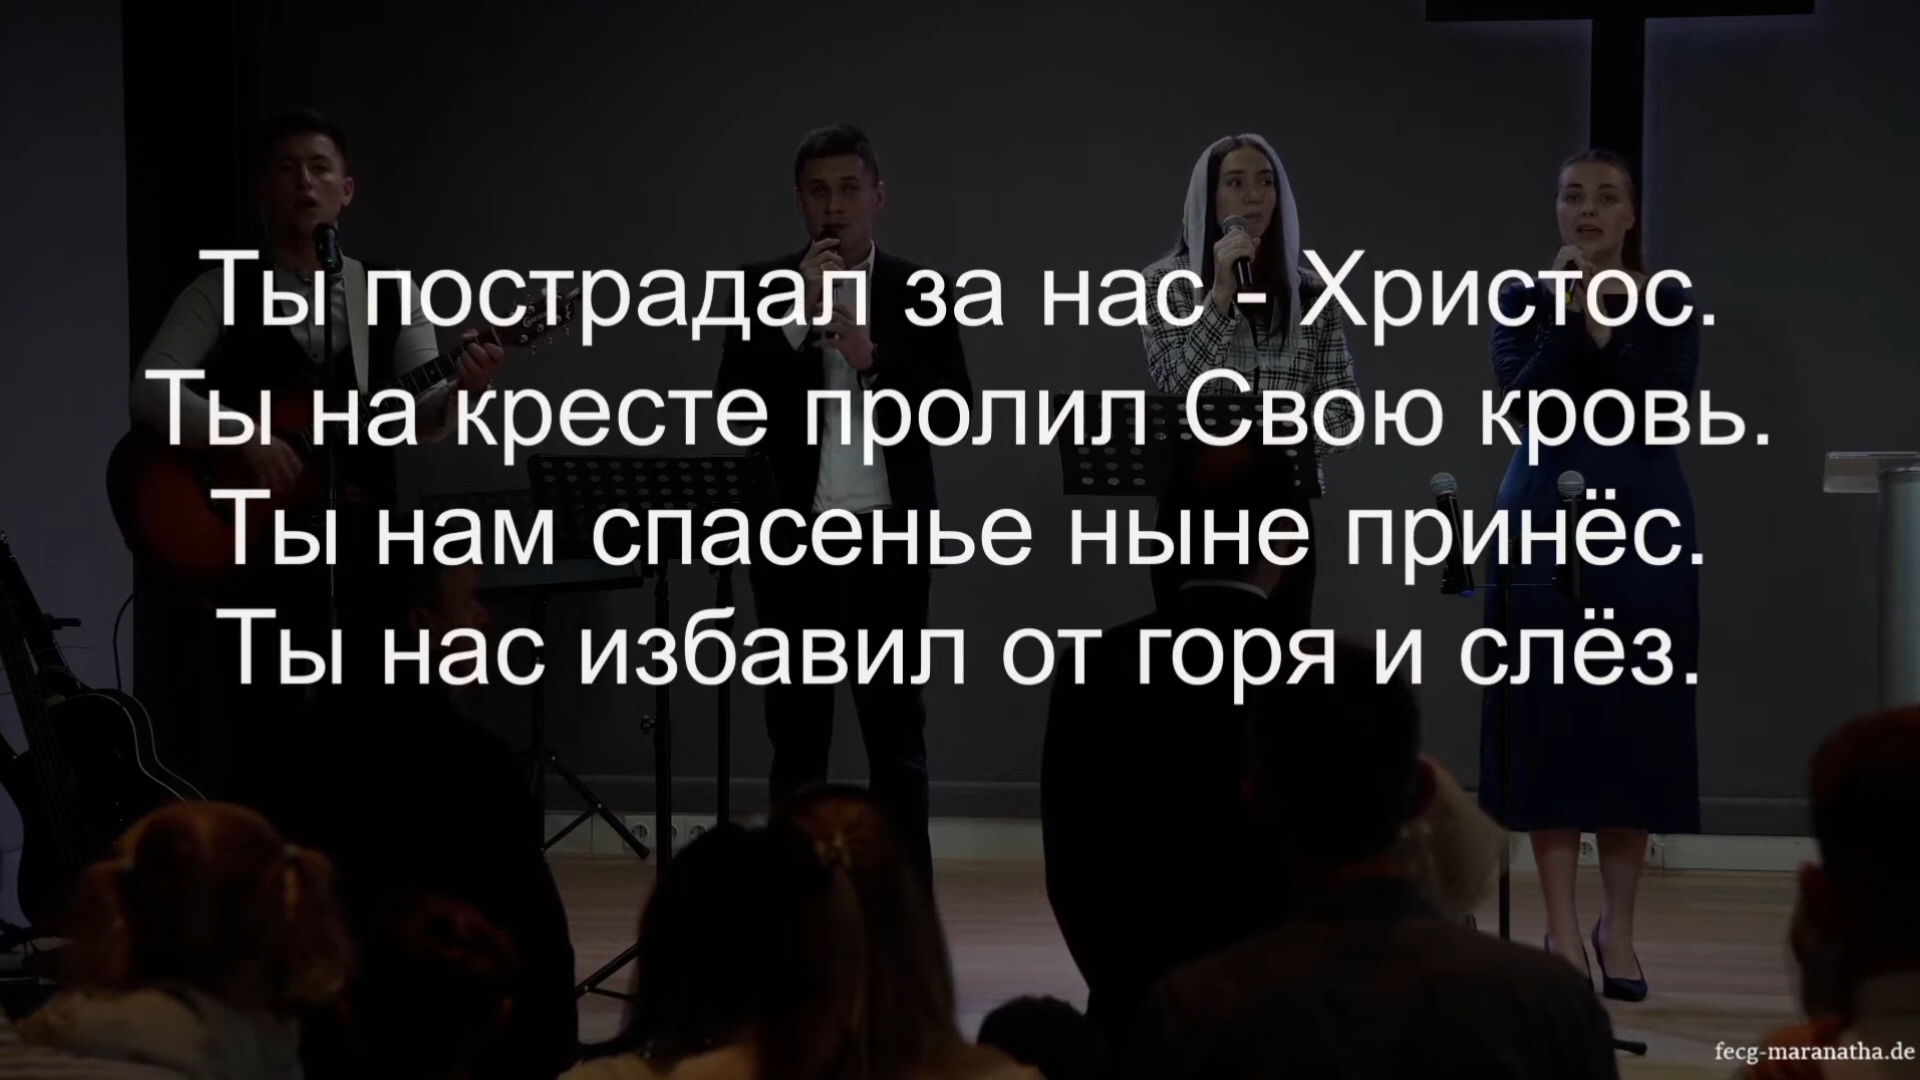 Ты пострадал за нас - Христос.
Ты на кресте пролил Свою кровь.
Ты нам спасенье ныне принёс.
Ты нас избавил от горя и слёз.
fecg-maranatha.de